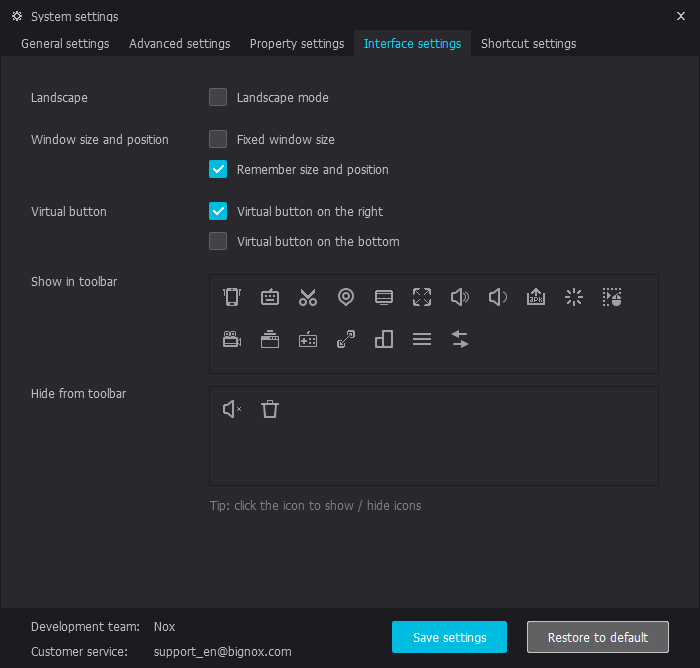 System settings
General settings Advanced settings Property settings Interface settings Shortcut settings
Landscape Landscape mode
Window size and position Fixed window size
Remember size and position
Virtual button Virtual button on the right
Virtual button on the bottom
Show in toolbar
APK
Hide from toolbar
Tip: click the icon to show / hide icons
Development team: Nox
Customer service: support_en@bignox.com
Save settings Restore to default